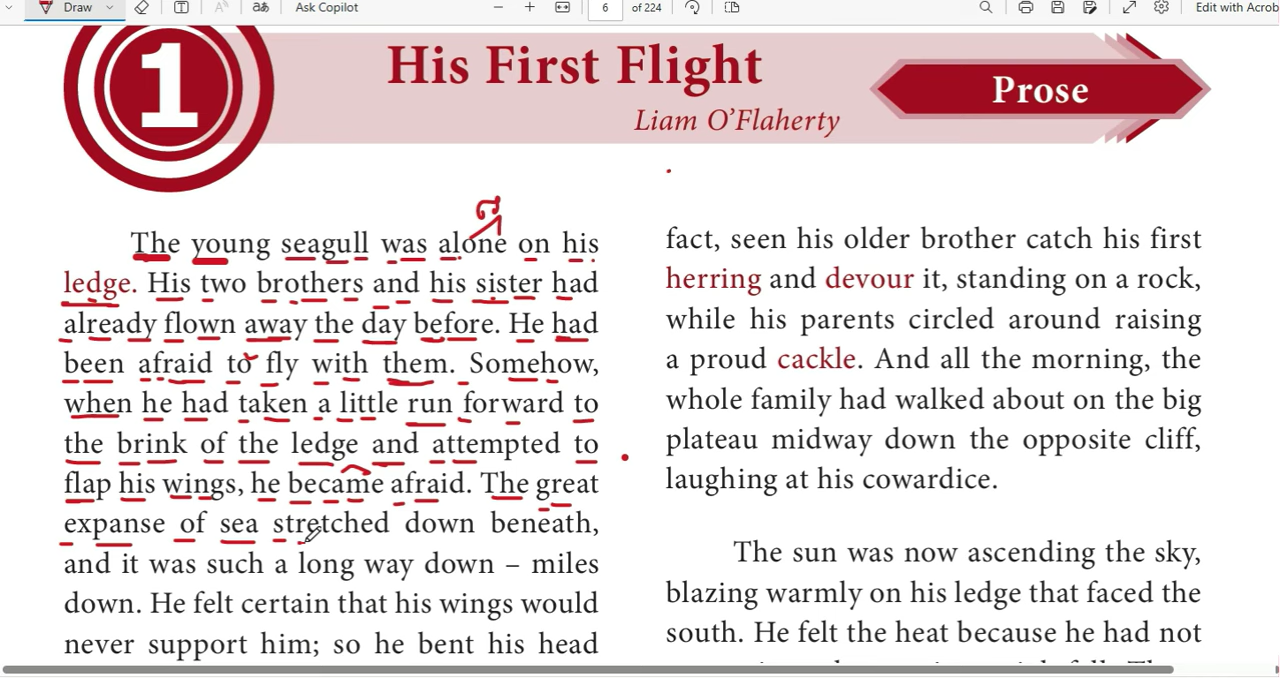 Draw
Ask Copilot
6 of 224
Edit with Acrob
1
His First Flight
Liam O'Flaherty
Prose
The young seagull was alone on his
ledge. His two brothers and his sister had
already flown away the day before. He had
been afraid to fly with them. Somehow,
when he had taken a little run forward to
the brink of the ledge and attempted to
flap his wings, he became afraid. The great
expanse of sea stretched down beneath,
and it was such a long way down – miles
down. He felt certain that his wings would
never support him; so he bent his head
fact, seen his older brother catch his first
herring and devour it, standing on a rock,
while his parents circled around raising
a proud cackle. And all the morning, the
whole family had walked about on the big
plateau midway down the opposite cliff,
laughing at his cowardice.
The sun was now ascending the sky,
blazing warmly on his ledge that faced the
south. He felt the heat because he had not